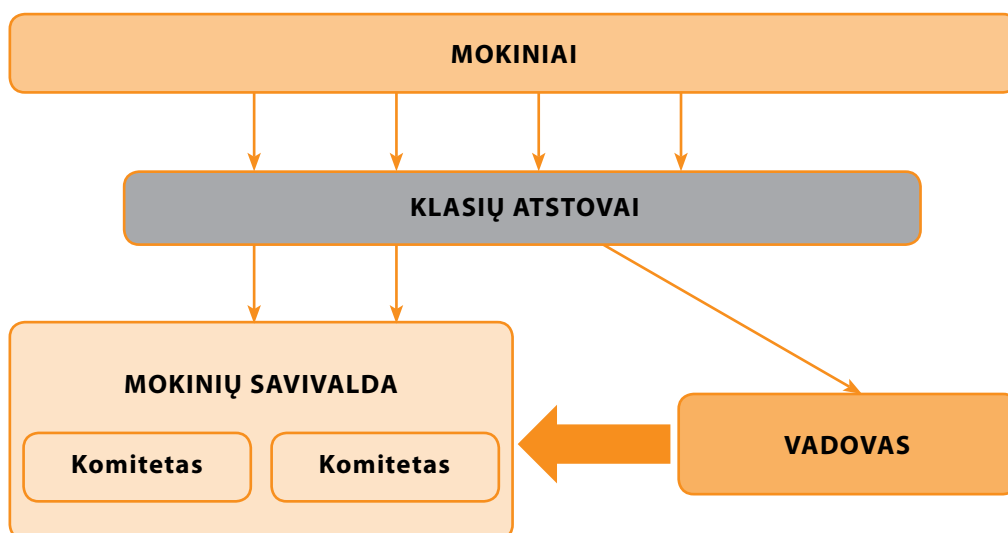 MOKINIAI
KLASIŲ ATSTOVAI
MOKINIŲ SAVIVALDA
Komitetas
Komitetas
VADOVAS